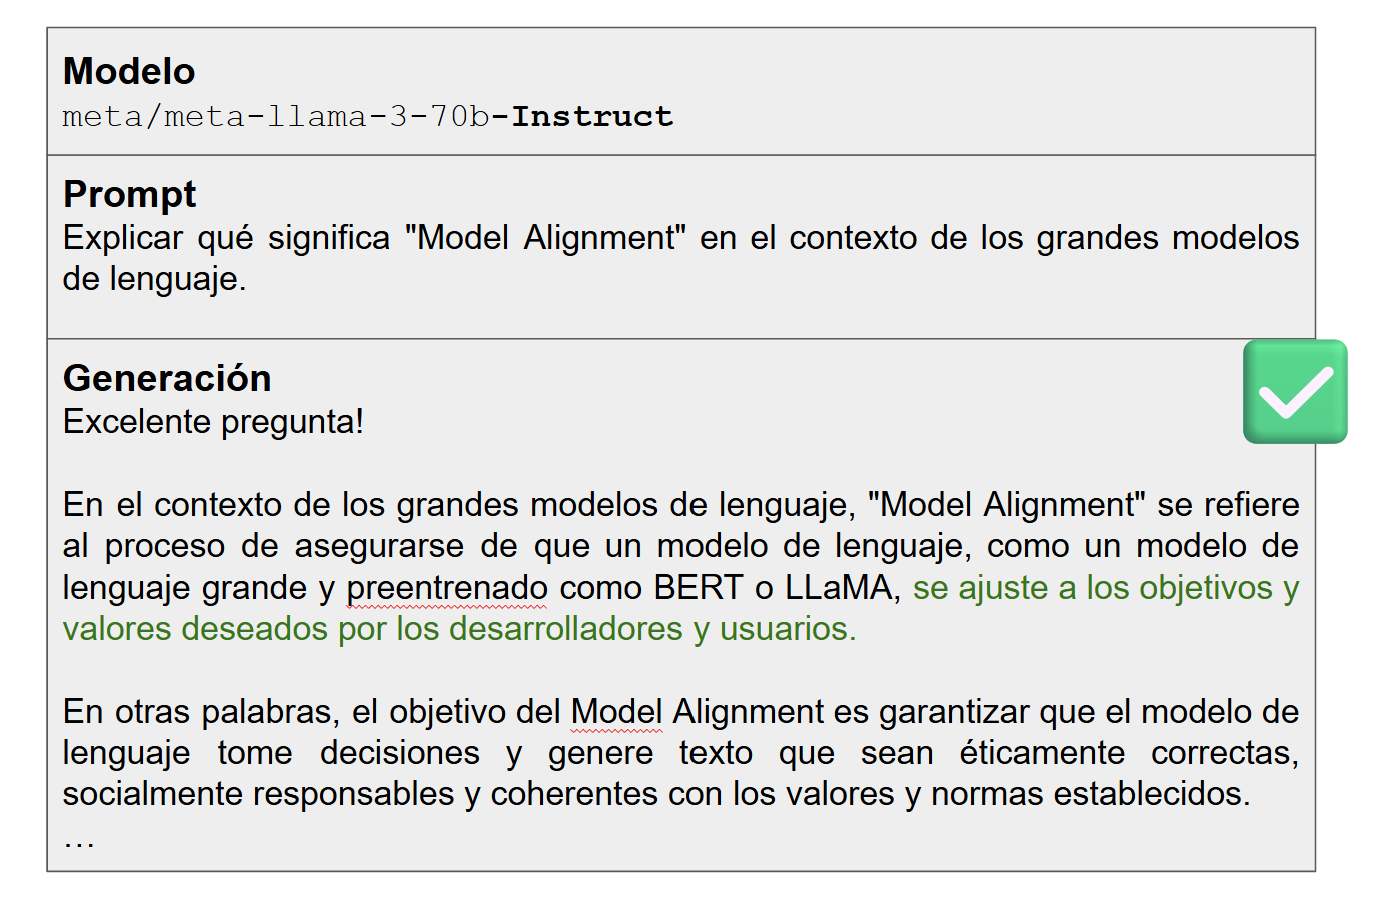 Modelo
meta/meta-llama-3-70b-Instruct
Prompt
Explicar qué significa "Model Alignment" en el contexto de los grandes modelos
de lenguaje.
Generación
Excelente pregunta!
En el contexto de los grandes modelos de lenguaje, "Model Alignment" se refiere
al proceso de asegurarse de que un modelo de lenguaje, como un modelo de
lenguaje grande y preentrenado como BERT o LLaMA, se ajuste a los objetivos y
valores deseados por los desarrolladores y usuarios.
En otras palabras, el objetivo del Model Alignment es garantizar que el modelo de
lenguaje tome decisiones y genere texto que sean éticamente correctas,
socialmente responsables y coherentes con los valores y normas establecidos.
…